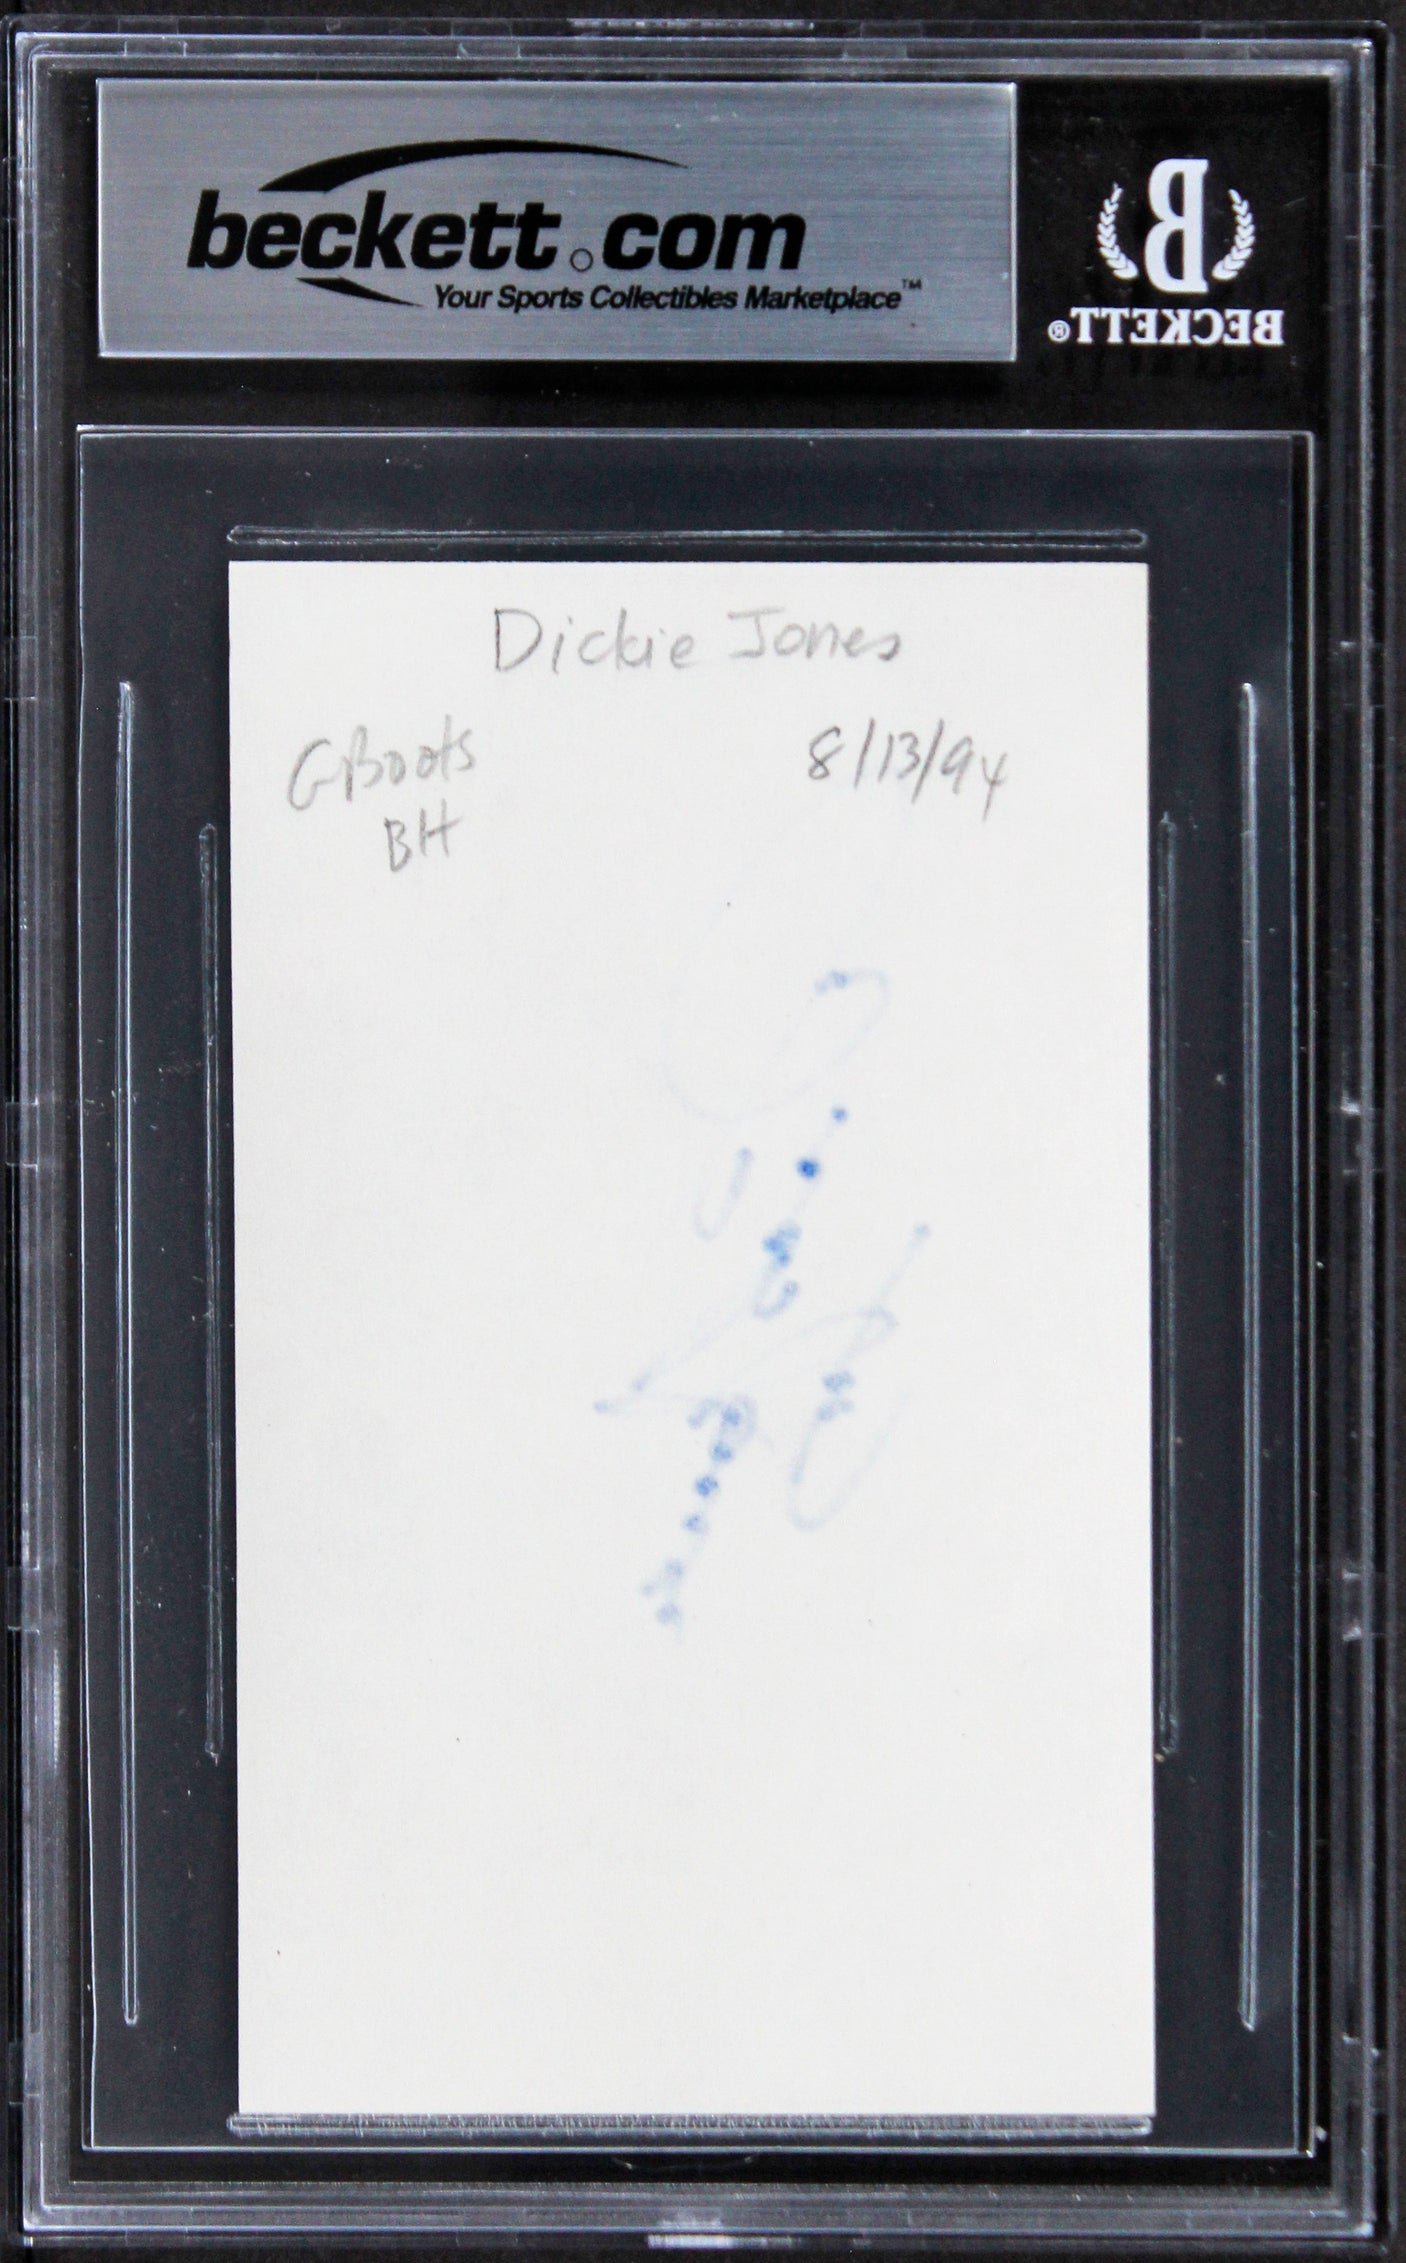 beckett.com
Your Sports Collectibles Marketplace™
B
BECKETT®
Dickie Jones
GBoots 8/13/94
BH